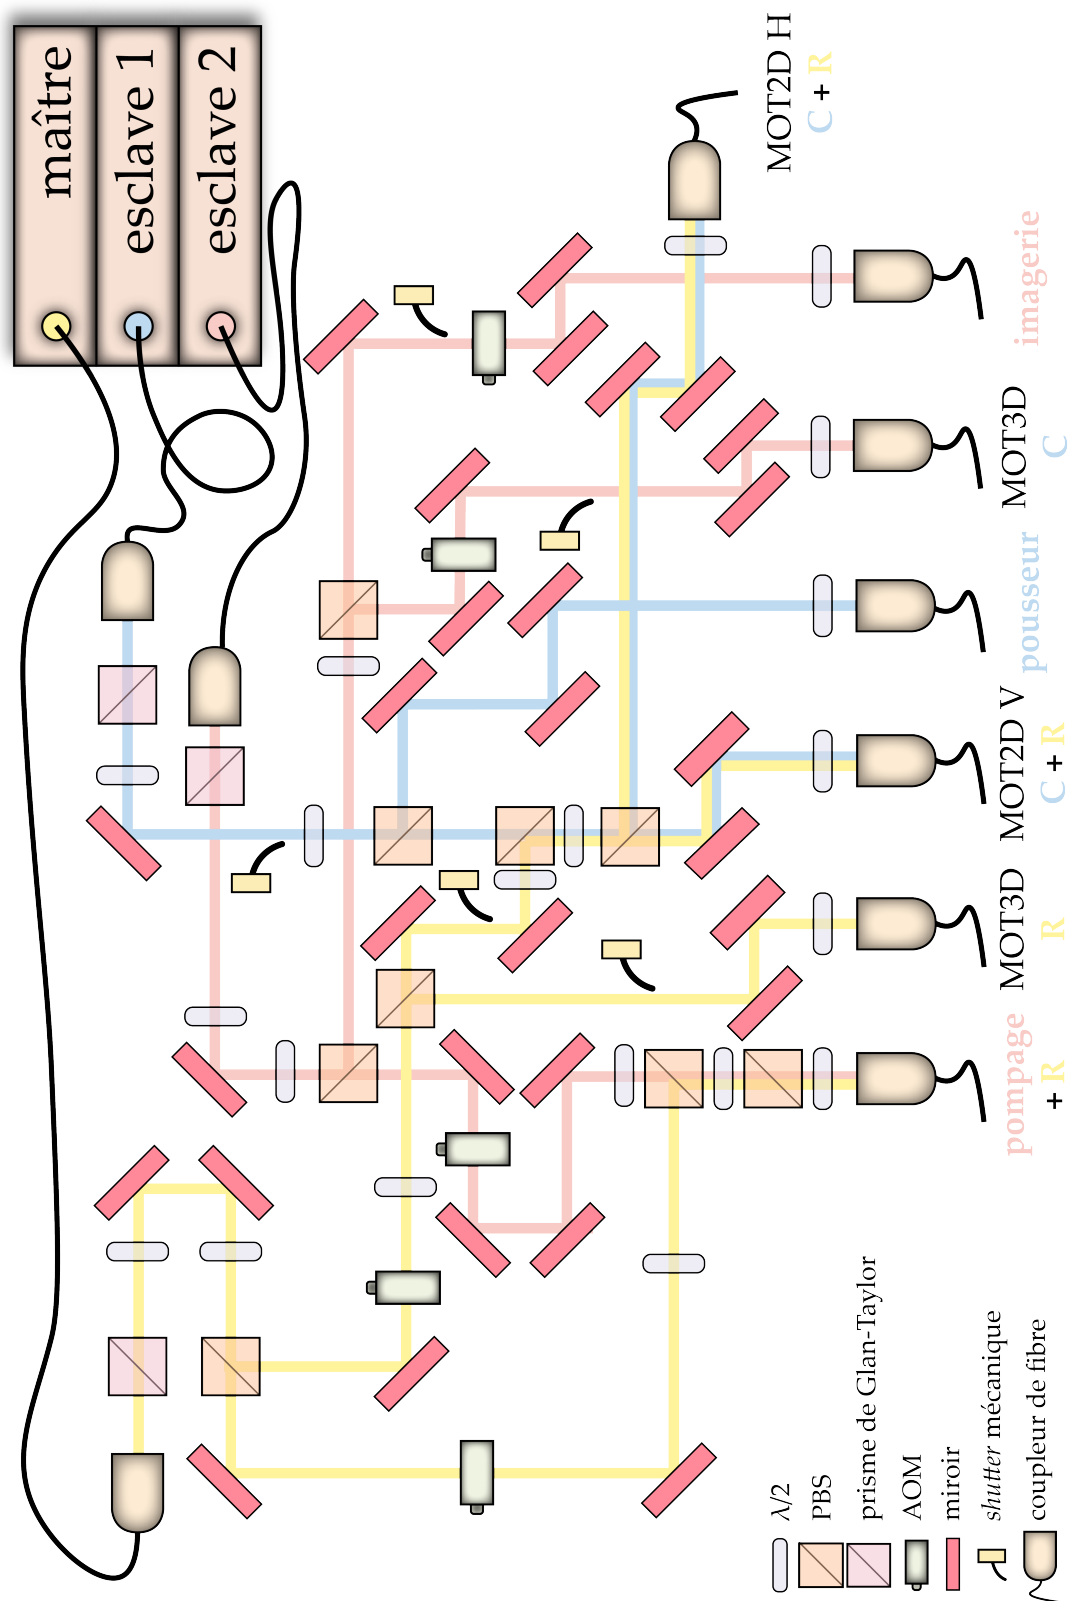 maître
esclave 1
esclave 2
MOT2D H
C + R
imagerie
MOT3D
C
pousseur
MOT2D V
C + R
MOT3D
R
pompage
+ R
λ/2
PBS
prisme de Glan-Taylor
AOM
miroir
shutter mécanique
coupleur de fibre